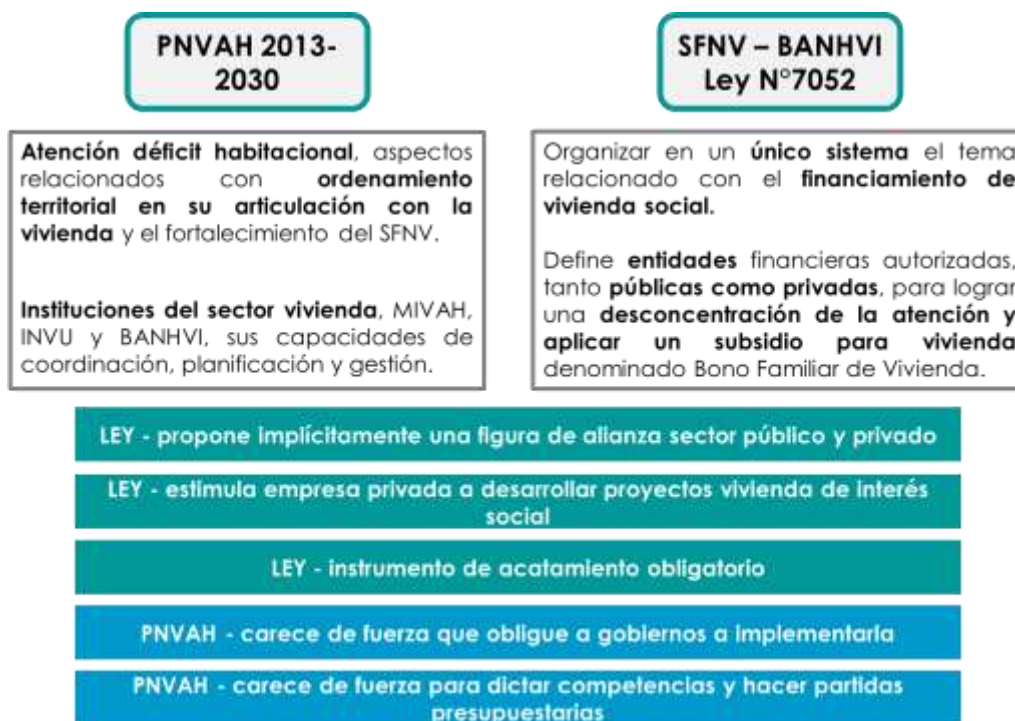 PNVAH 2013-
2030
Atención déficit habitacional, aspectos
relacionados con ordenamiento
territorial en su articulación con la
vivienda y el fortalecimiento del SFNV.
Instituciones del sector vivienda, MIVAH,
INVU y BANHVI, sus capacidades de
coordinación, planificación y gestión.
SFNV – BANHVI
Ley N°7052
Organizar en un único sistema el tema
relacionado con el financiamiento de
vivienda social.
Define entidades financieras autorizadas,
tanto públicas como privadas, para lograr
una desconcentración de la atención y
aplicar un subsidio para vivienda
denominado Bono Familiar de Vivienda.
LEY - propone implícitamente una figura de alianza sector público y privado
LEY - estimula empresa privada a desarrollar proyectos vivienda de interés
social
LEY - instrumento de acatamiento obligatorio
PNVAH - carece de fuerza que obligue a gobiernos a implementarla
PNVAH - carece de fuerza para dictar competencias y hacer partidas
presupuestarias